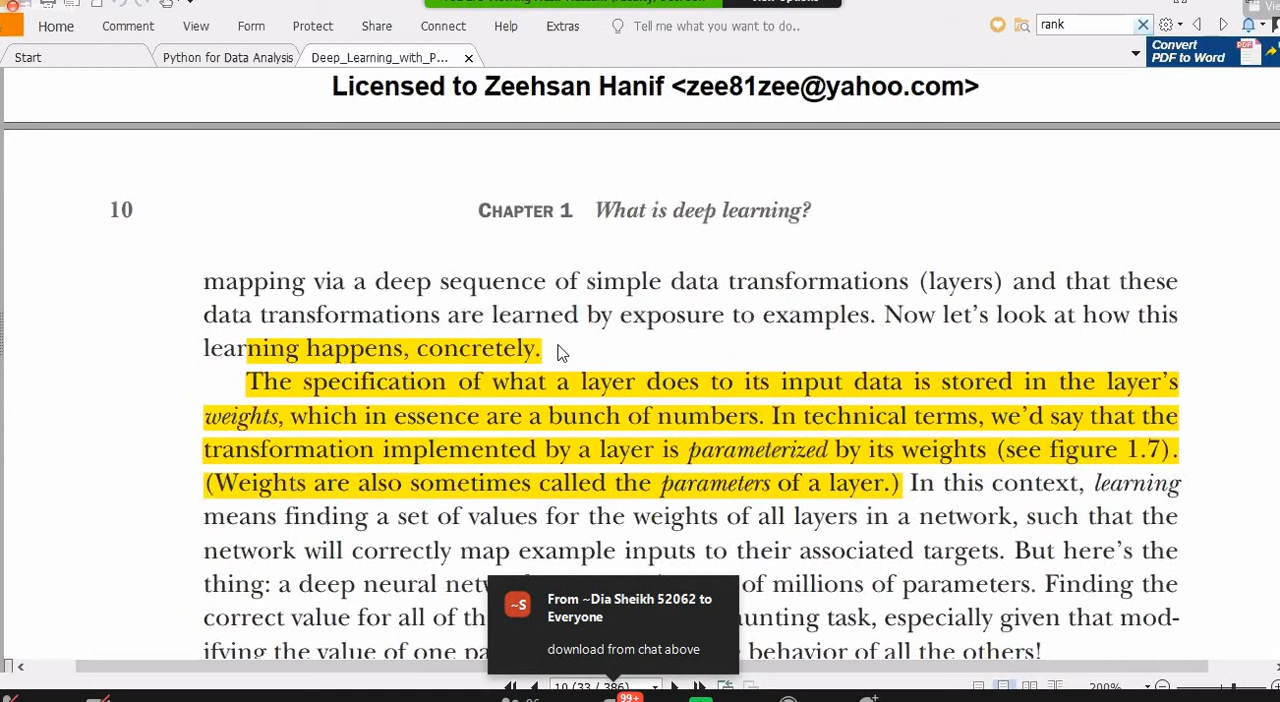 Home View Form Protect Share Connect Help Extras Tell me what you want to do.. rank
Start Python for Data Analysis Deep_Learning_with_P... Convert
PDF to Word
Licensed to Zeehsan Hanif <zee81zee@yahoo.com>
10 CHAPTER 1 What is deep learning?
mapping via a deep sequence of simple data transformations (layers) and that these
data transformations are learned by exposure to examples. Now let's look at how this
learning happens, concretely.
The specification of what a layer does to its input data is stored in the layer's
weights, which in essence are a bunch of numbers. In technical terms, we'd say that the
transformation implemented by a layer is parameterized by its weights (see figure 1.7).
(Weights are also sometimes called the parameters of a layer.) In this context, learning
means finding a set of values for the weights of all layers in a network, such that the
network will correctly map example inputs to their associated targets. But here's the
thing: a deep neural of millions of parameters. Finding the
correct value for all of the task, especially given that mod-
ifying the value of one behavior of all the others!
~S From ~Dia Sheikh 52062 to
Everyone
download from chat above
10 (33 / 386) 200%
99+